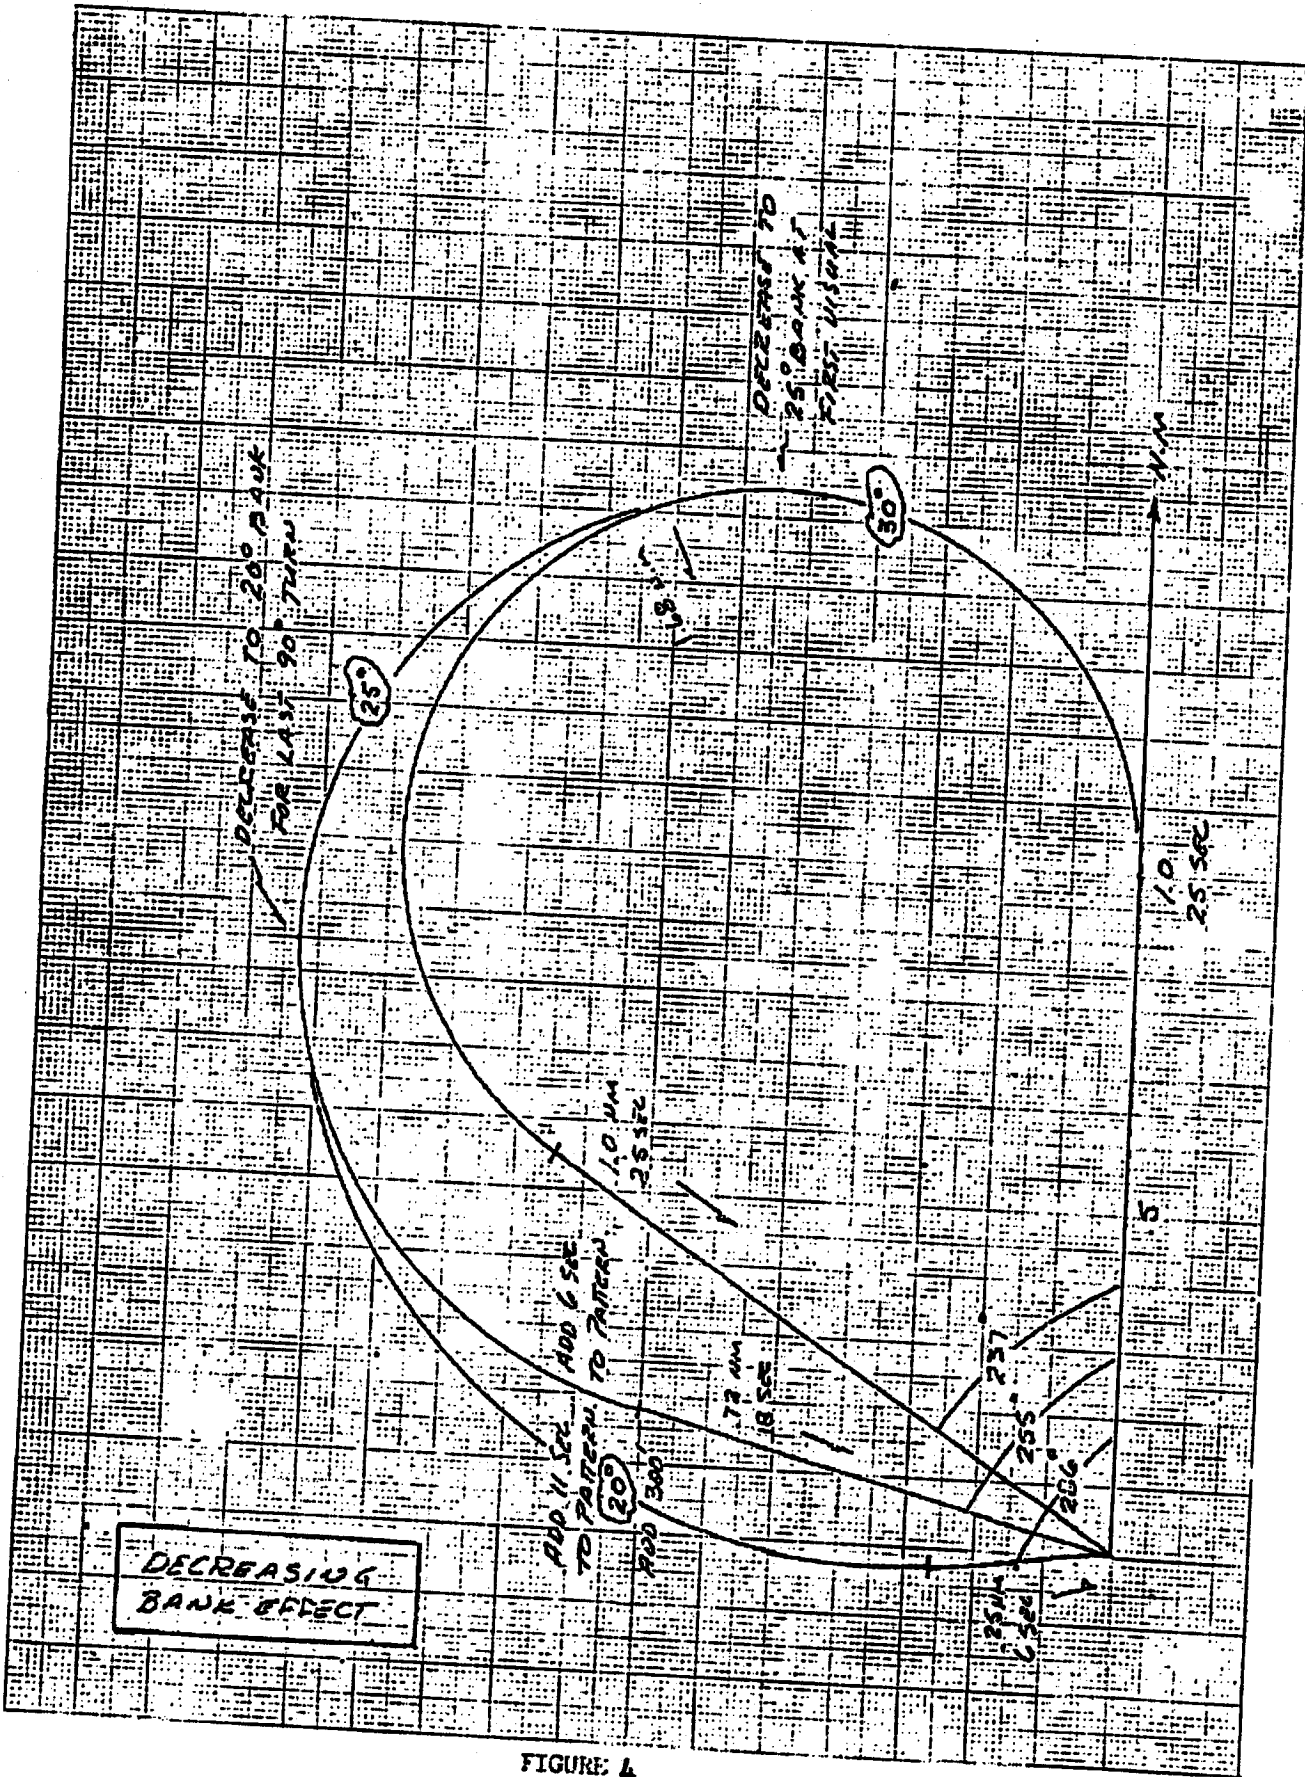 DECREASE TO 20° BANK
FOR LAST 90° TURN
DECREASE TO
25° BANK AT
FIRST VISUAL
25°
30°
.87
N.M
1.0 NM
25 SEC
1.0
25 SEC
ADD 6 SEC
TO PATTERN.
ADD 11 SEC
TO PATTERN.
20°
ADD 300'
.72 NM
18 SEC
5
237
255°
286°
.25 NM
6 SEC
DECREASING
BANK EFFECT
FIGURE 4